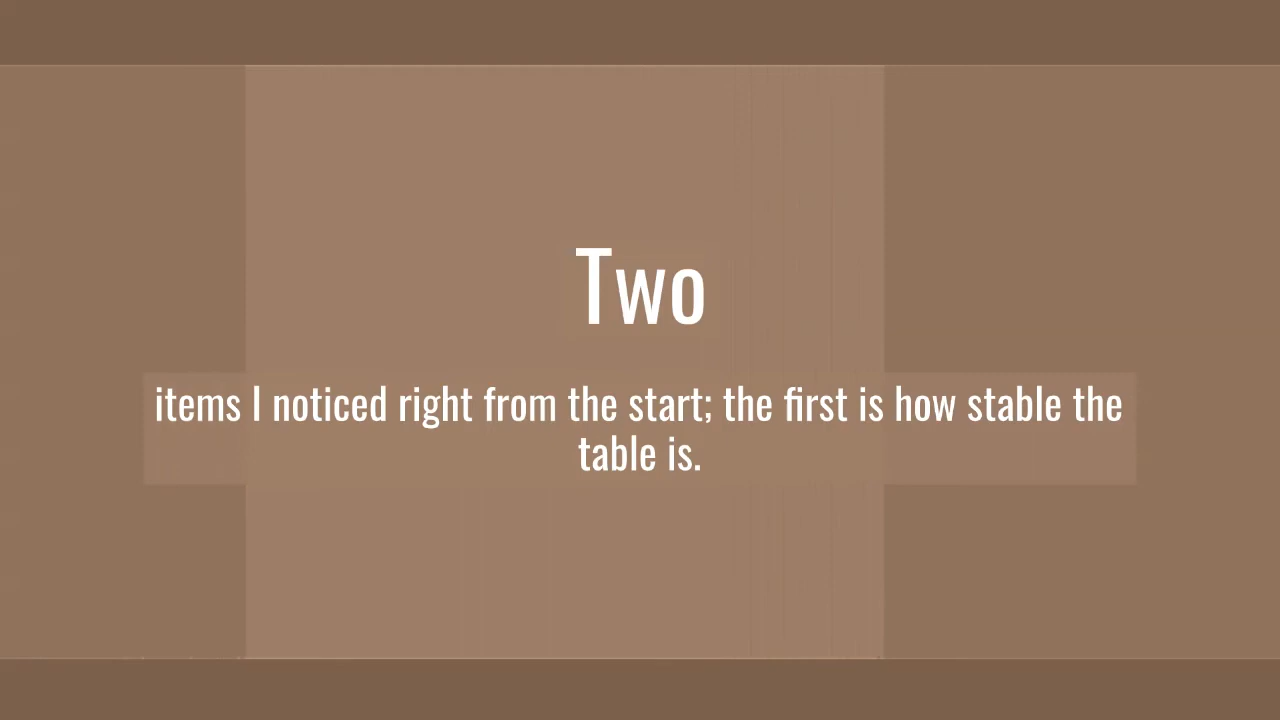 Two
items I noticed right from the start; the first is how stable the
table is.